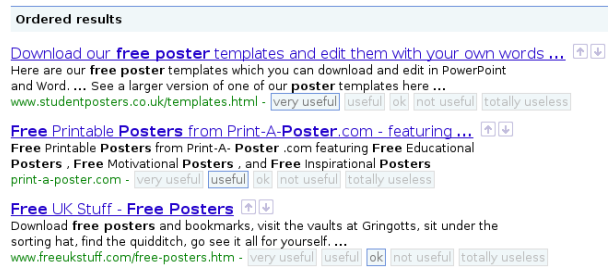 Ordered results
Download our free poster templates and edit them with your own words ...
Here are our free poster templates which you can download and edit in PowerPoint
and Word. ... See a larger version of one of our poster templates here ...
www.studentposters.co.uk/templates.html - very useful useful ok not useful totally useless
Free Printable Posters from Print-A-Poster.com - featuring ...
Free Printable Posters from Print-A- Poster .com featuring Free Educational
Posters , Free Motivational Posters , and Free Inspirational Posters
print-a-poster.com - very useful useful ok not useful totally useless
Free UK Stuff - Free Posters
Download free posters and bookmarks, visit the vaults at Gringotts, sit under the
sorting hat, find the quidditch, go see it all for yourself. ...
www.freeukstuff.com/free-posters.htm - very useful useful ok not useful totally useless